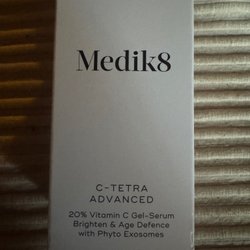 Medik8
C-TETRA
ADVANCED
20% Vitamin C Gel-Serum
Brighten & Age Defence
with Phyto Exosomes